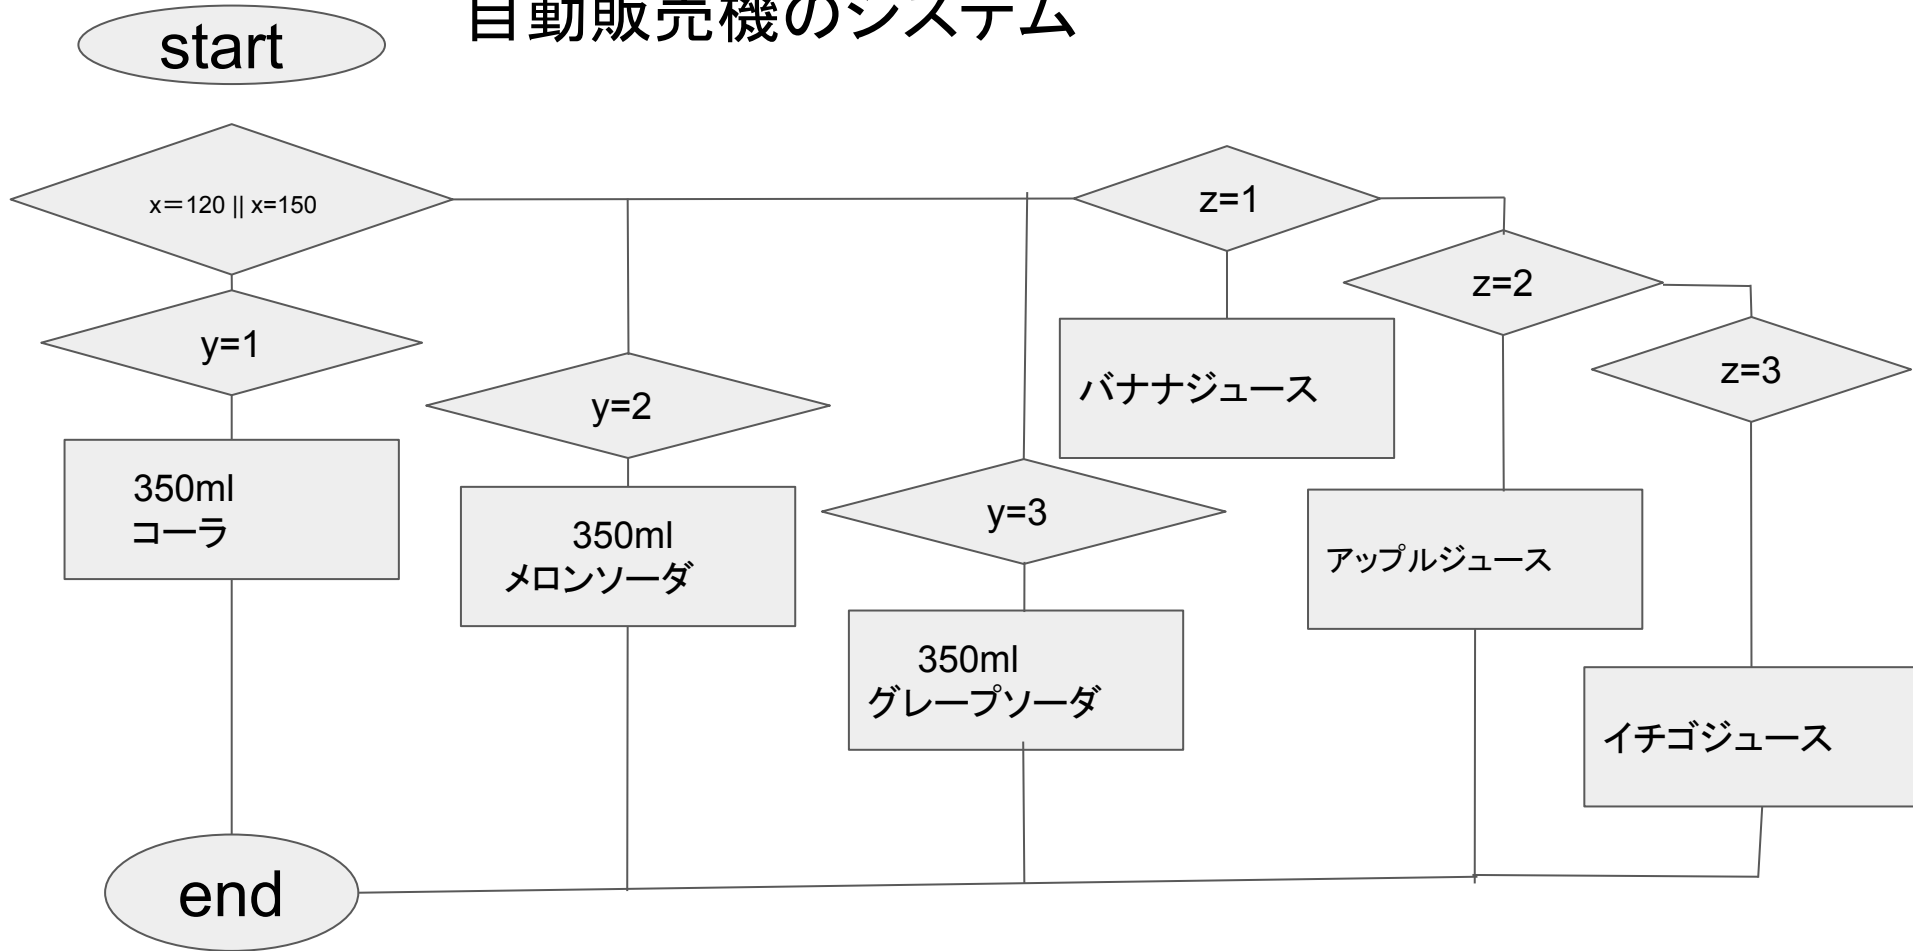 自動販売機のシステム
start
x＝120 || x=150
z=1
z=2
y=1
z=3
バナナジュース
y=2
350ml
コーラ
y=3
350ml
メロンソーダ
アップルジュース
350ml
グレープソーダ
イチゴジュース
end